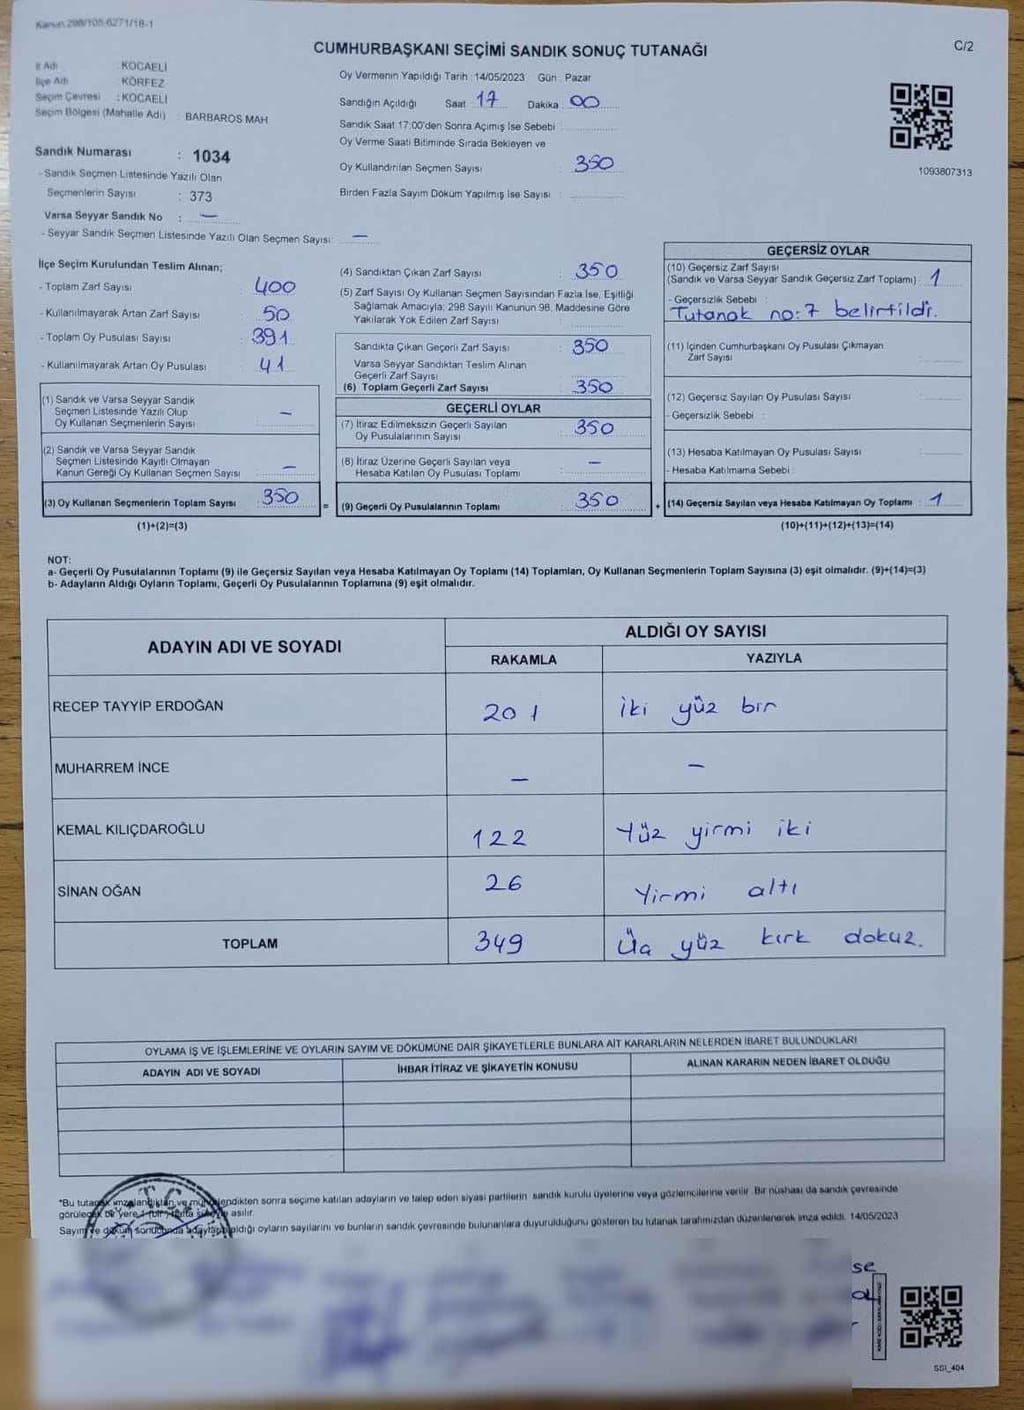 Kanun 298/105-6271/18-1
C/2
CUMHURBAŞKANI SEÇİMİ SANDIK SONUÇ TUTANAĞI
İl Adı : KOCAELİ
İlçe Adı : KÖRFEZ
Seçim Çevresi : KOCAELİ
Seçim Bölgesi (Mahalle Adı) : BARBAROS MAH
Sandık Numarası : 1034
- Sandık Seçmen Listesinde Yazılı Olan
Seçmenlerin Sayısı : 373
Varsa Seyyar Sandık No : —
- Seyyar Sandık Seçmen Listesinde Yazılı Olan Seçmen Sayısı: —
Oy Vermenin Yapıldığı Tarih : 14/05/2023 Gün : Pazar
Sandığın Açıldığı Saat : 17 Dakika : 00
Sandık Saat 17:00'den Sonra Açılmış İse Sebebi :
Oy Verme Saati Bitiminde Sırada Bekleyen ve
Oy Kullandırılan Seçmen Sayısı : 350
Birden Fazla Sayım Döküm Yapılmış İse Sayısı :
1093807313
İlçe Seçim Kurulundan Teslim Alınan;
- Toplam Zarf Sayısı : 400
- Kullanılmayarak Artan Zarf Sayısı : 50
- Toplam Oy Pusulası Sayısı : 391
- Kullanılmayarak Artan Oy Pusulası : 41
(1) Sandık ve Varsa Seyyar Sandık
Seçmen Listesinde Yazılı Olup
Oy Kullanan Seçmenlerin Sayısı : —
(2) Sandık ve Varsa Seyyar Sandık
Seçmen Listesinde Kayıtlı Olmayan
Kanun Gereği Oy Kullanan Seçmen Sayısı : —
(3) Oy Kullanan Seçmenlerin Toplam Sayısı : 350
(1)+(2)=(3)
(4) Sandıktan Çıkan Zarf Sayısı : 350
(5) Zarf Sayısı Oy Kullanan Seçmen Sayısından Fazla İse, Eşitliği
Sağlamak Amacıyla; 298 Sayılı Kanunun 98. Maddesine Göre
Yakılarak Yok Edilen Zarf Sayısı :
Sandıkta Çıkan Geçerli Zarf Sayısı : 350
Varsa Seyyar Sandıktan Teslim Alınan
Geçerli Zarf Sayısı
(6) Toplam Geçerli Zarf Sayısı : 350
GEÇERLİ OYLAR
(7) İtiraz Edilmeksizin Geçerli Sayılan
Oy Pusulalarının Sayısı : 350
(8) İtiraz Üzerine Geçerli Sayılan veya
Hesaba Katılan Oy Pusulası Toplamı : —
= (9) Geçerli Oy Pusulalarının Toplamı : 350
GEÇERSİZ OYLAR
(10) Geçersiz Zarf Sayısı
(Sandık ve Varsa Seyyar Sandık Geçersiz Zarf Toplamı) : 1
- Geçersizlik Sebebi :
Tutanak no:7 belirtildi.
(11) İçinden Cumhurbaşkanı Oy Pusulası Çıkmayan
Zarf Sayısı :
(12) Geçersiz Sayılan Oy Pusulası Sayısı :
- Geçersizlik Sebebi :
(13) Hesaba Katılmayan Oy Pusulası Sayısı :
- Hesaba Katılmama Sebebi :
+ (14) Geçersiz Sayılan veya Hesaba Katılmayan Oy Toplamı : 1
(10)+(11)+(12)+(13)=(14)
NOT:
a- Geçerli Oy Pusulalarının Toplamı (9) ile Geçersiz Sayılan veya Hesaba Katılmayan Oy Toplamı (14) Toplamları, Oy Kullanan Seçmenlerin Toplam Sayısına (3) eşit olmalıdır. (9)+(14)=(3)
b- Adayların Aldığı Oyların Toplamı, Geçerli Oy Pusulalarının Toplamına (9) eşit olmalıdır.
ADAYIN ADI VE SOYADI
ALDIĞI OY SAYISI
RAKAMLA YAZIYLA
RECEP TAYYİP ERDOĞAN 201 iki yüz bir
MUHARREM İNCE — —
KEMAL KILIÇDAROĞLU 122 Yüz yirmi iki
SİNAN OĞAN 26 Yirmi altı
TOPLAM 349 Üç yüz kırk dokuz.
OYLAMA İŞ VE İŞLEMLERİNE VE OYLARIN SAYIM VE DÖKÜMÜNE DAİR ŞİKAYETLERLE BUNLARA AİT KARARLARIN NELERDEN İBARET BULUNDUKLARI
ADAYIN ADI VE SOYADI İHBAR İTİRAZ VE ŞİKAYETİN KONUSU ALINAN KARARIN NEDEN İBARET OLDUĞU
*Bu tutanak imzalandıktan ve mühürlendikten sonra seçime katılan adayların ve talep eden siyasi partilerin sandık kurulu üyelerine veya gözlemcilerine verilir. Bir nüshası da sandık çevresinde
görülecek bir yere 1 (bir) hafta süreyle asılır.
Sayım ve döküm sonucunda adayların aldığı oyların sayılarını ve bunların sandık çevresinde bulunanlara duyurulduğunu gösteren bu tutanak tarafımızdan düzenlenerek imza edildi. 14/05/2023
T.C.
se
SSI_404